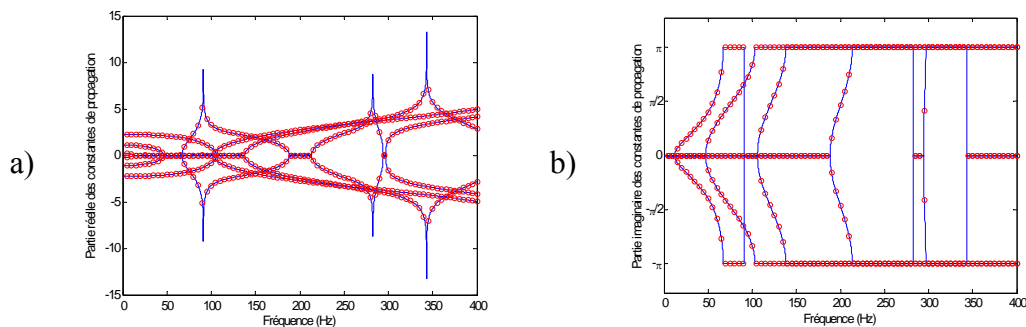 a)
Partie réelle des constantes de propagation
15
10
5
0
-5
-10
-15
0 50 100 150 200 250 300 350 400
Fréquence (Hz)
b)
Partie imaginaite des constantes de propagation
π
π/2
0
-π/2
-π
0 50 100 150 200 250 300 350 400
Fréquence (Hz)